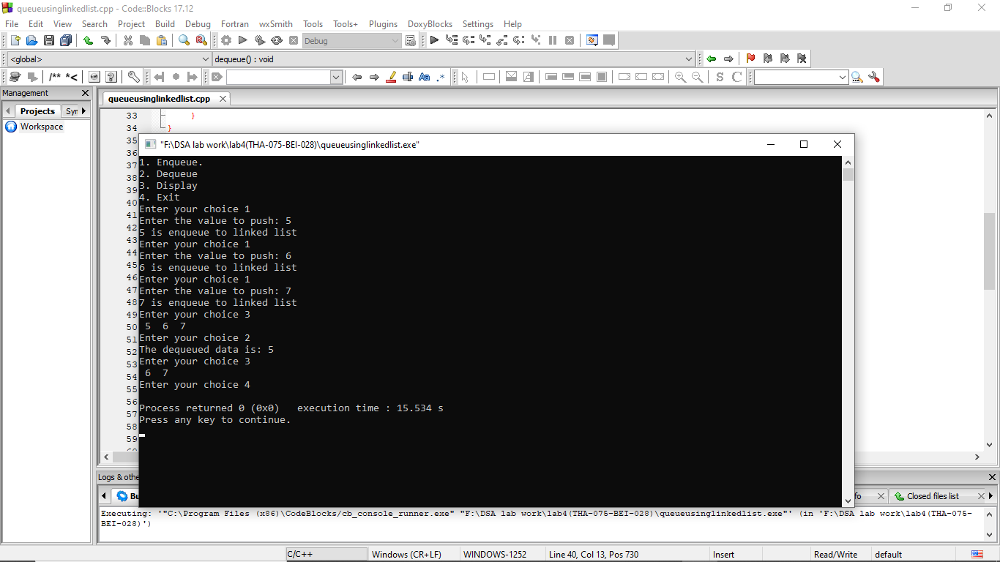 queueusinglinkedlist.cpp - Code::Blocks 17.12
File Edit View Search Project Build Debug Fortran wxSmith Tools Tools+ Plugins DoxyBlocks Settings Help
Debug
<global> dequeue() : void
/** *<
Aa .* S C
Management
queueusinglinkedlist.cpp
Projects Syr
Workspace
33 }
34 }
35
36
37
38
39
40
41
42
43
44
45
46
47
48
49
50
51
52
53
54
55
56
57
58
59
60
"F:\DSA lab work\lab4(THA-075-BEI-028)\queueusinglinkedlist.exe"
1. Enqueue.
2. Dequeue
3. Display
4. Exit
Enter your choice 1
Enter the value to push: 5
5 is enqueue to linked list
Enter your choice 1
Enter the value to push: 6
6 is enqueue to linked list
Enter your choice 1
Enter the value to push: 7
7 is enqueue to linked list
Enter your choice 3
5 6 7
Enter your choice 2
The dequeued data is: 5
Enter your choice 3
6 7
Enter your choice 4
Process returned 0 (0x0) execution time : 15.534 s
Press any key to continue.
Logs & othe
Bu fo Closed files list
Executing: '"C:\Program Files (x86)\CodeBlocks/cb_console_runner.exe" "F:\DSA lab work\lab4(THA-075-BEI-028)\queueusinglinkedlist.exe"' (in 'F:\DSA lab work\lab4(THA-075-
BEI-028)')
C/C++ Windows (CR+LF) WINDOWS-1252 Line 40, Col 13, Pos 730 Insert Read/Write default